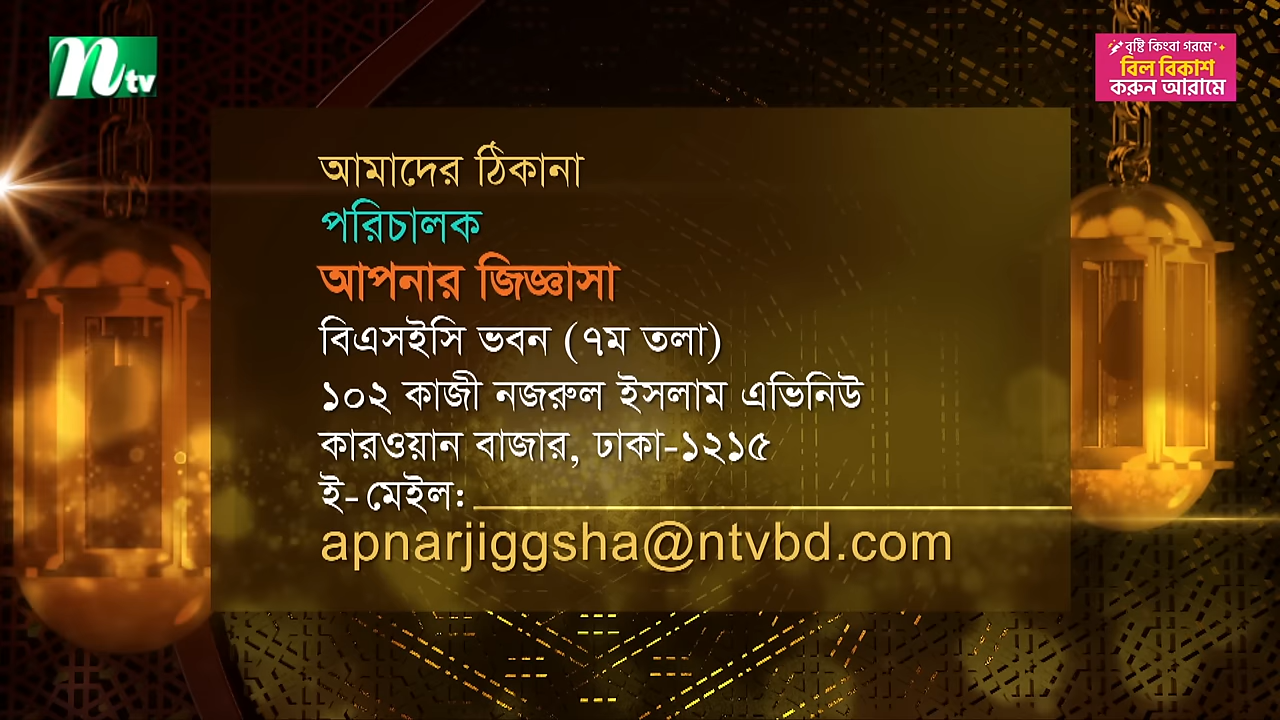 ntv
বৃষ্টি কিংবা গরমে
বিল বিকাশ
করুন আরামে
আমাদের ঠিকানা
পরিচালক
আপনার জিজ্ঞাসা
বিএসইসি ভবন (৭ম তলা)
১০২ কাজী নজরুল ইসলাম এভিনিউ
কারওয়ান বাজার, ঢাকা-১২১৫
ই-মেইল:
apnarjiggsha@ntvbd.com